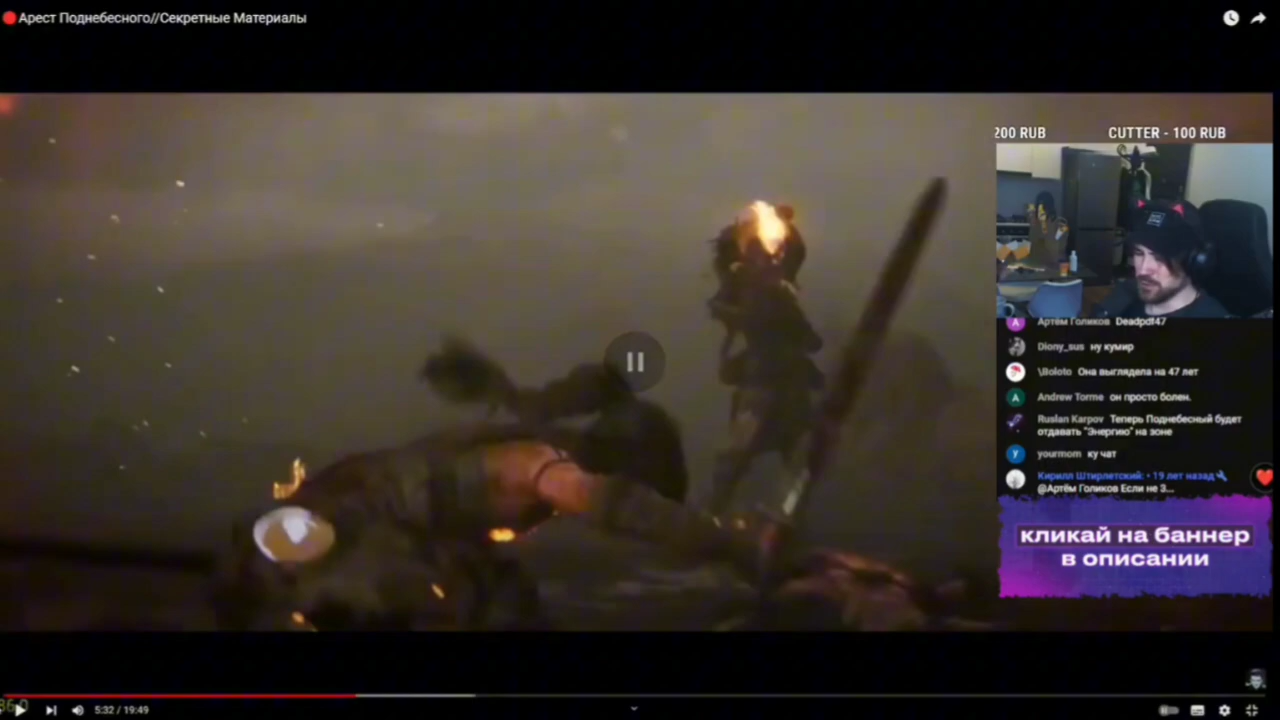 Арест Поднебесного//Секретные Материалы
200 RUB CUTTER - 100 RUB
Артём Голиков Deadpdf47
Diony_sus ну кумир
\Boloto Она выглядела на 47 лет
Andrew Torme он просто болен.
Ruslan Karpov Теперь Поднебесный будет
отдавать "Энергию" на зоне
yourmom ку чат
Кирилл Штирлетский: • 19 лет назад
@Артём Голиков Если не 3...
кликай на баннер
в описании
5:32 / 19:49